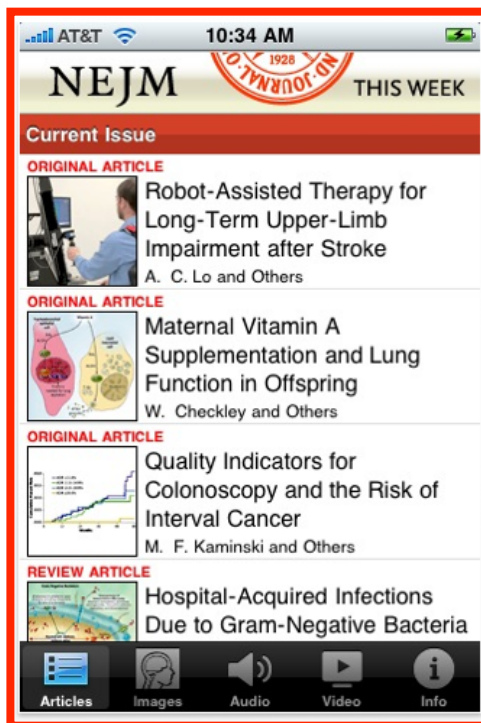 AT&T 10:34 AM
1928
NEJM THIS WEEK
Current Issue
ORIGINAL ARTICLE
Robot-Assisted Therapy for
Long-Term Upper-Limb
Impairment after Stroke
A. C. Lo and Others
ORIGINAL ARTICLE
Maternal Vitamin A
Supplementation and Lung
Function in Offspring
W. Checkley and Others
ORIGINAL ARTICLE
Quality Indicators for
Colonoscopy and the Risk of
Interval Cancer
M. F. Kaminski and Others
REVIEW ARTICLE
Hospital-Acquired Infections
Due to Gram-Negative Bacteria
Articles Images Audio Video Info